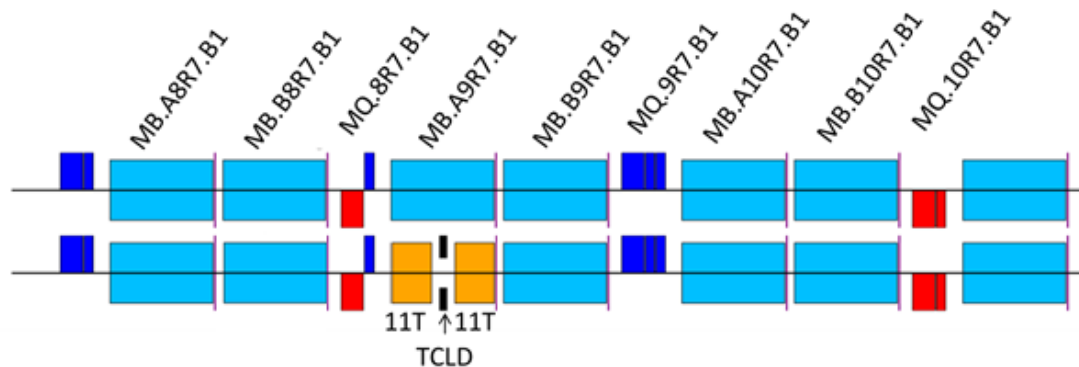 MB.A8R7.B1
MB.B8R7.B1
MQ.8R7.B1
MB.A9R7.B1
MB.B9R7.B1
MQ.9R7.B1
MB.A10R7.B1
MB.B10R7.B1
MQ.10R7.B1
11T ↑ 11T
TCLD